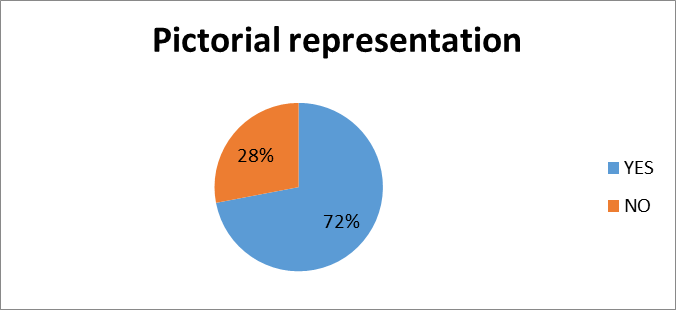 Pictorial representation
28%
72%
YES
NO